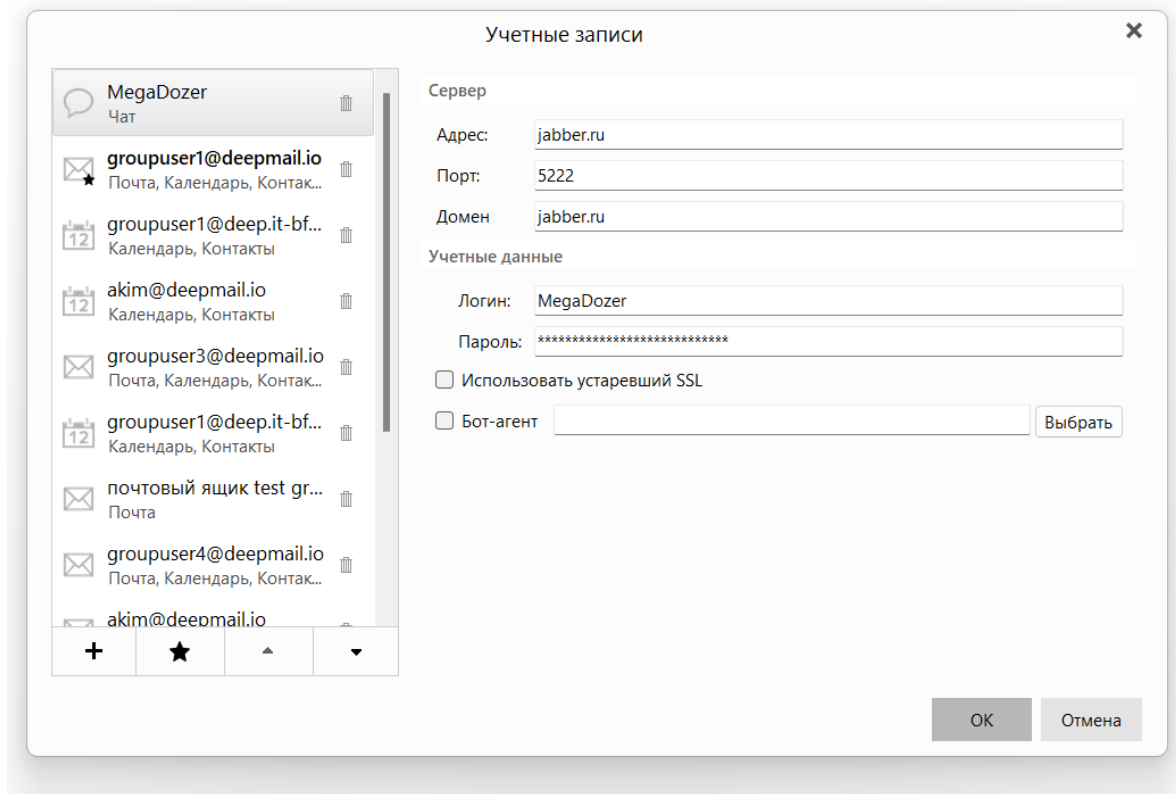 Учетные записи
MegaDozer
Чат
groupuser1@deepmail.io
Почта, Календарь, Контак...
groupuser1@deep.it-bf...
Календарь, Контакты
akim@deepmail.io
Календарь, Контакты
groupuser3@deepmail.io
Почта, Календарь, Контак...
groupuser1@deep.it-bf...
Календарь, Контакты
почтовый ящик test gr...
Почта
groupuser4@deepmail.io
Почта, Календарь, Контак...
akim@deepmail.io
Сервер
Адрес: jabber.ru
Порт: 5222
Домен jabber.ru
Учетные данные
Логин: MegaDozer
Пароль: ****************************
Использовать устаревший SSL
Бот-агент Выбрать
ОК Отмена